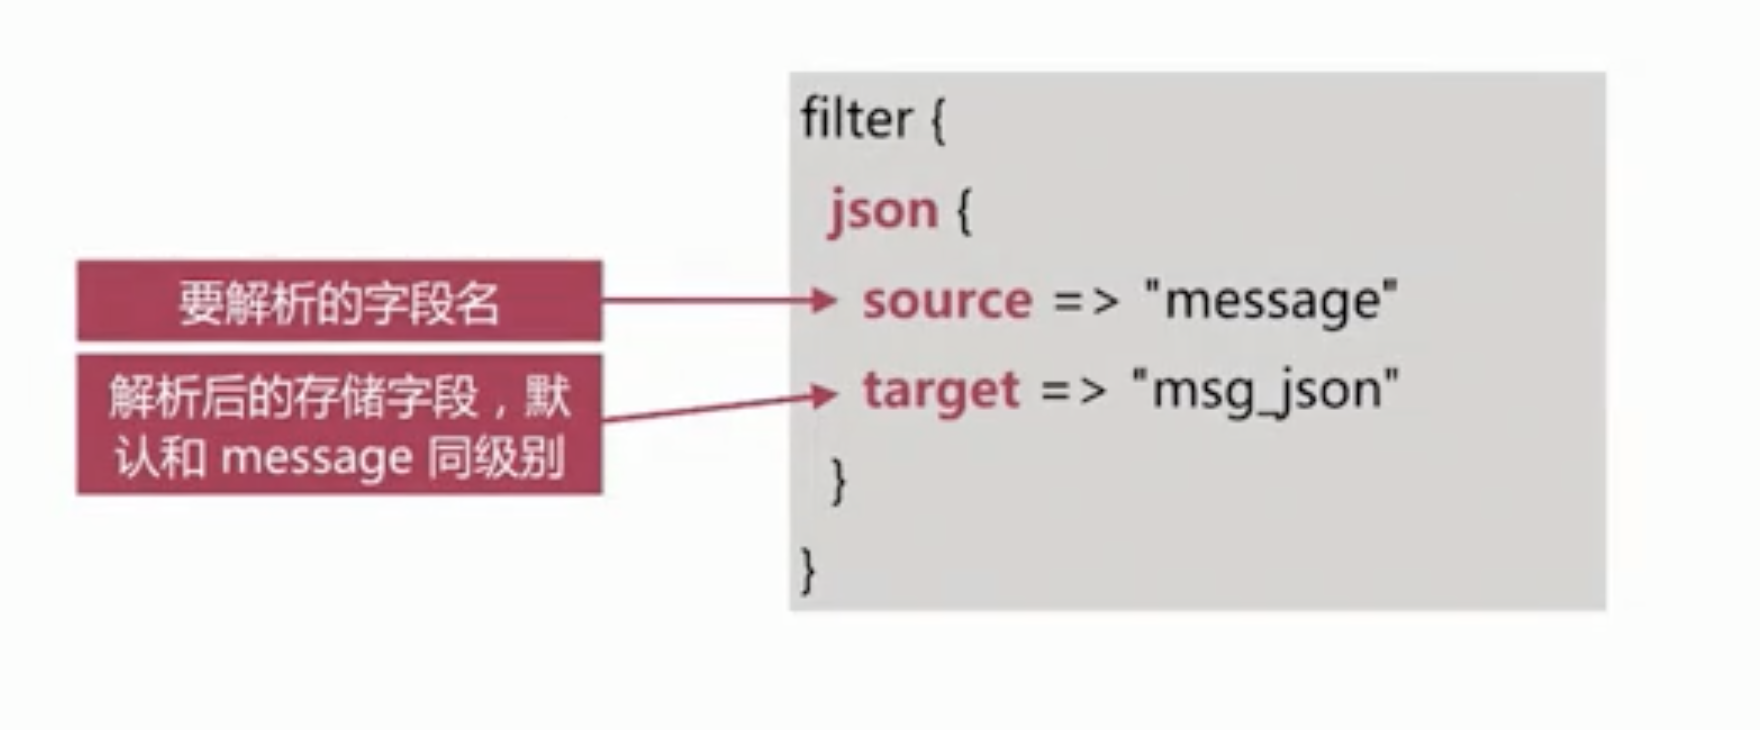 filter {
json {
要解析的字段名
source => "message"
解析后的存储字段，默
认和 message 同级别
target => "msg_json"
}
}